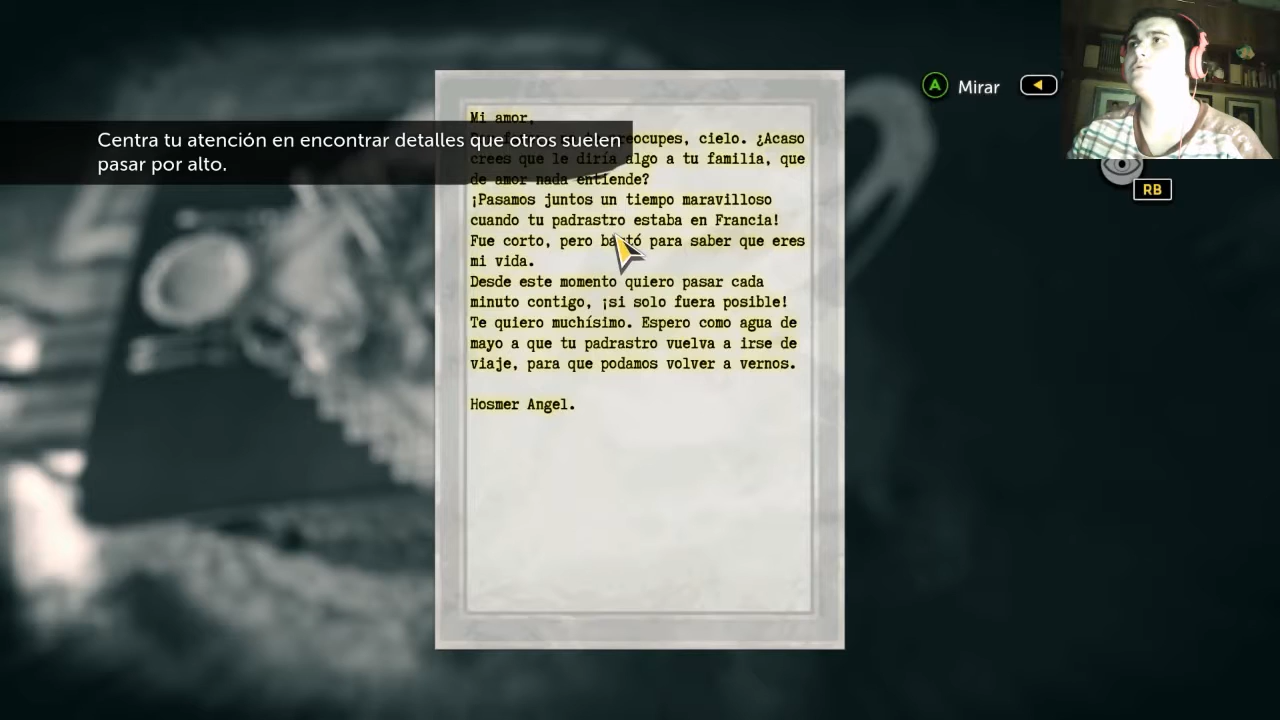 Mi amor,
preocupes, cielo. ¿Acaso
crees que le diría algo a tu familia, que
de amor nada entiende?
¡Pasamos juntos un tiempo maravilloso
cuando tu padrastro estaba en Francia!
Fue corto, pero bastó para saber que eres
mi vida.
Desde este momento quiero pasar cada
minuto contigo, ¡si solo fuera posible!
Te quiero muchísimo. Espero como agua de
mayo a que tu padrastro vuelva a irse de
viaje, para que podamos volver a vernos.
Hosmer Angel.
Centra tu atención en encontrar detalles que otros suelen
pasar por alto.
A Mirar
RB